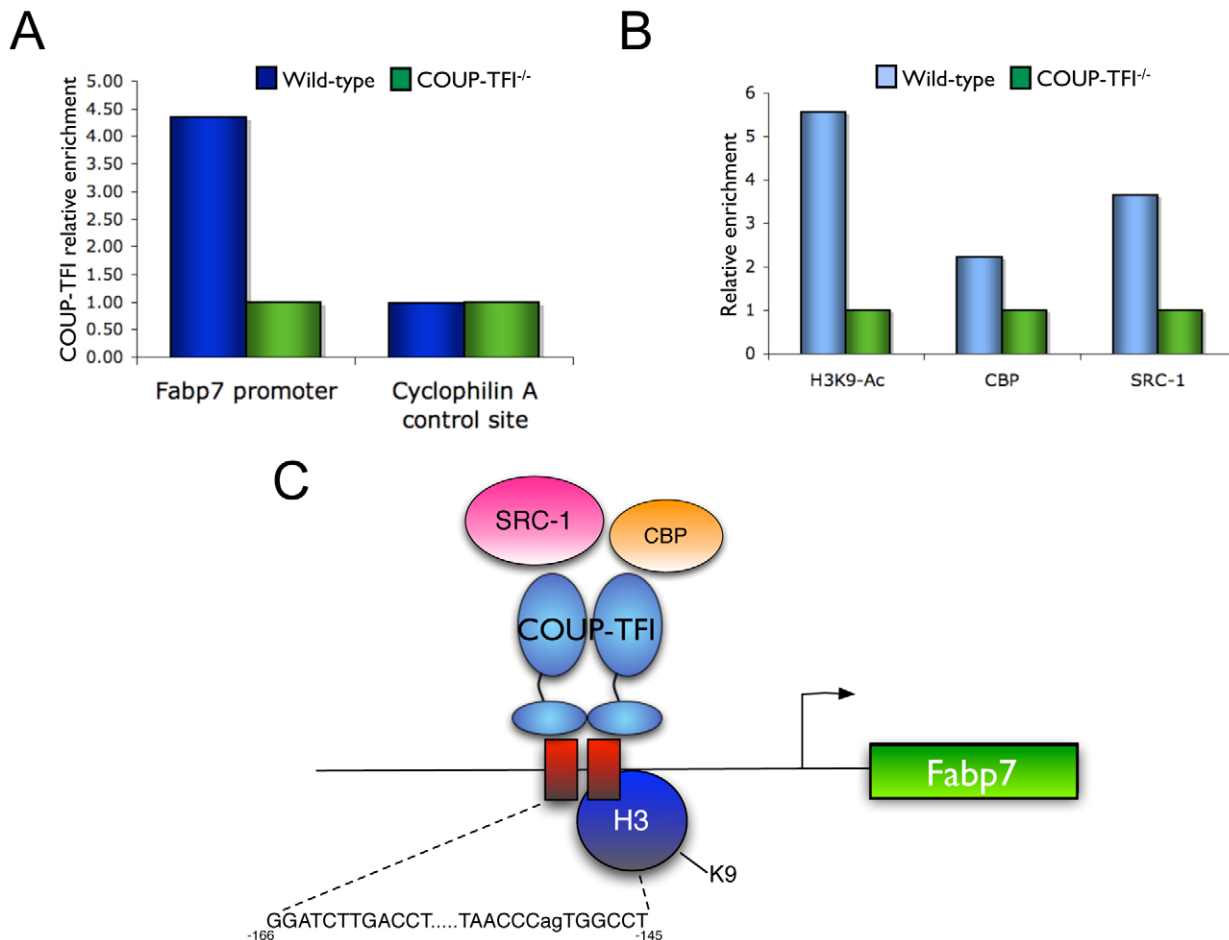 A
Wild-type COUP-TFI-/-
COUP-TFI relative enrichment
5.00
4.50
4.00
3.50
3.00
2.50
2.00
1.50
1.00
0.50
0.00
Fabp7 promoter
Cyclophilin A
control site
B
Wild-type COUP-TFI-/-
Relative enrichment
6
5
4
3
2
1
0
H3K9-Ac CBP SRC-1
C
SRC-1
CBP
COUP-TFI
Fabp7
H3
K9
GGATCTTGACCT.....TAACCCagTGGCCT
-166 -145